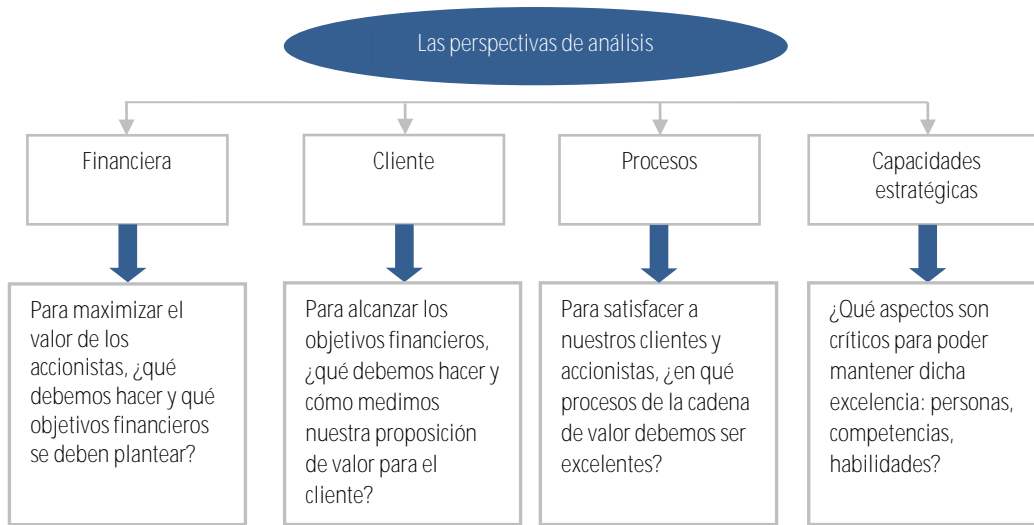 Las perspectivas de análisis
Financiera
Cliente
Procesos
Capacidades
estratégicas
Para maximizar el
valor de los
accionistas, ¿qué
debemos hacer y qué
objetivos financieros
se deben plantear?
Para alcanzar los
objetivos financieros,
¿qué debemos hacer y
cómo medimos
nuestra proposición
de valor para el
cliente?
Para satisfacer a
nuestros clientes y
accionistas, ¿en qué
procesos de la cadena
de valor debemos ser
excelentes?
¿Qué aspectos son
críticos para poder
mantener dicha
excelencia: personas,
competencias,
habilidades?